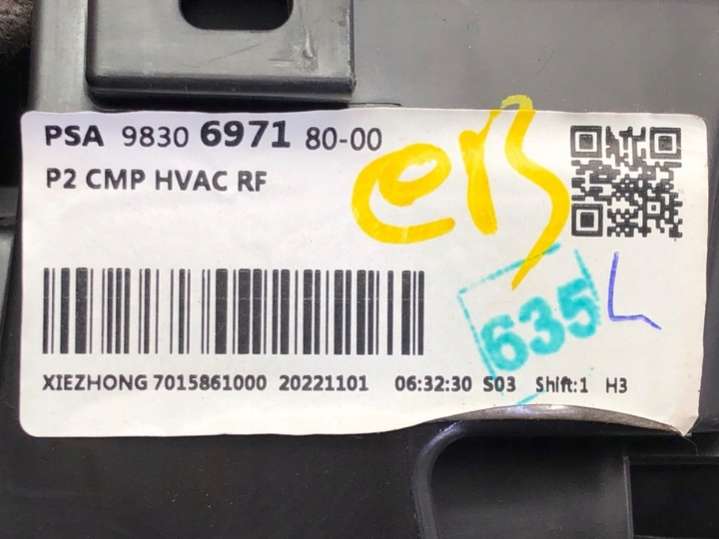 PSA 9830 6971 80-00
P2 CMP HVAC RF
635
XIEZHONG 7015861000 20221101 06:32:30 S03 Shift:1 H3